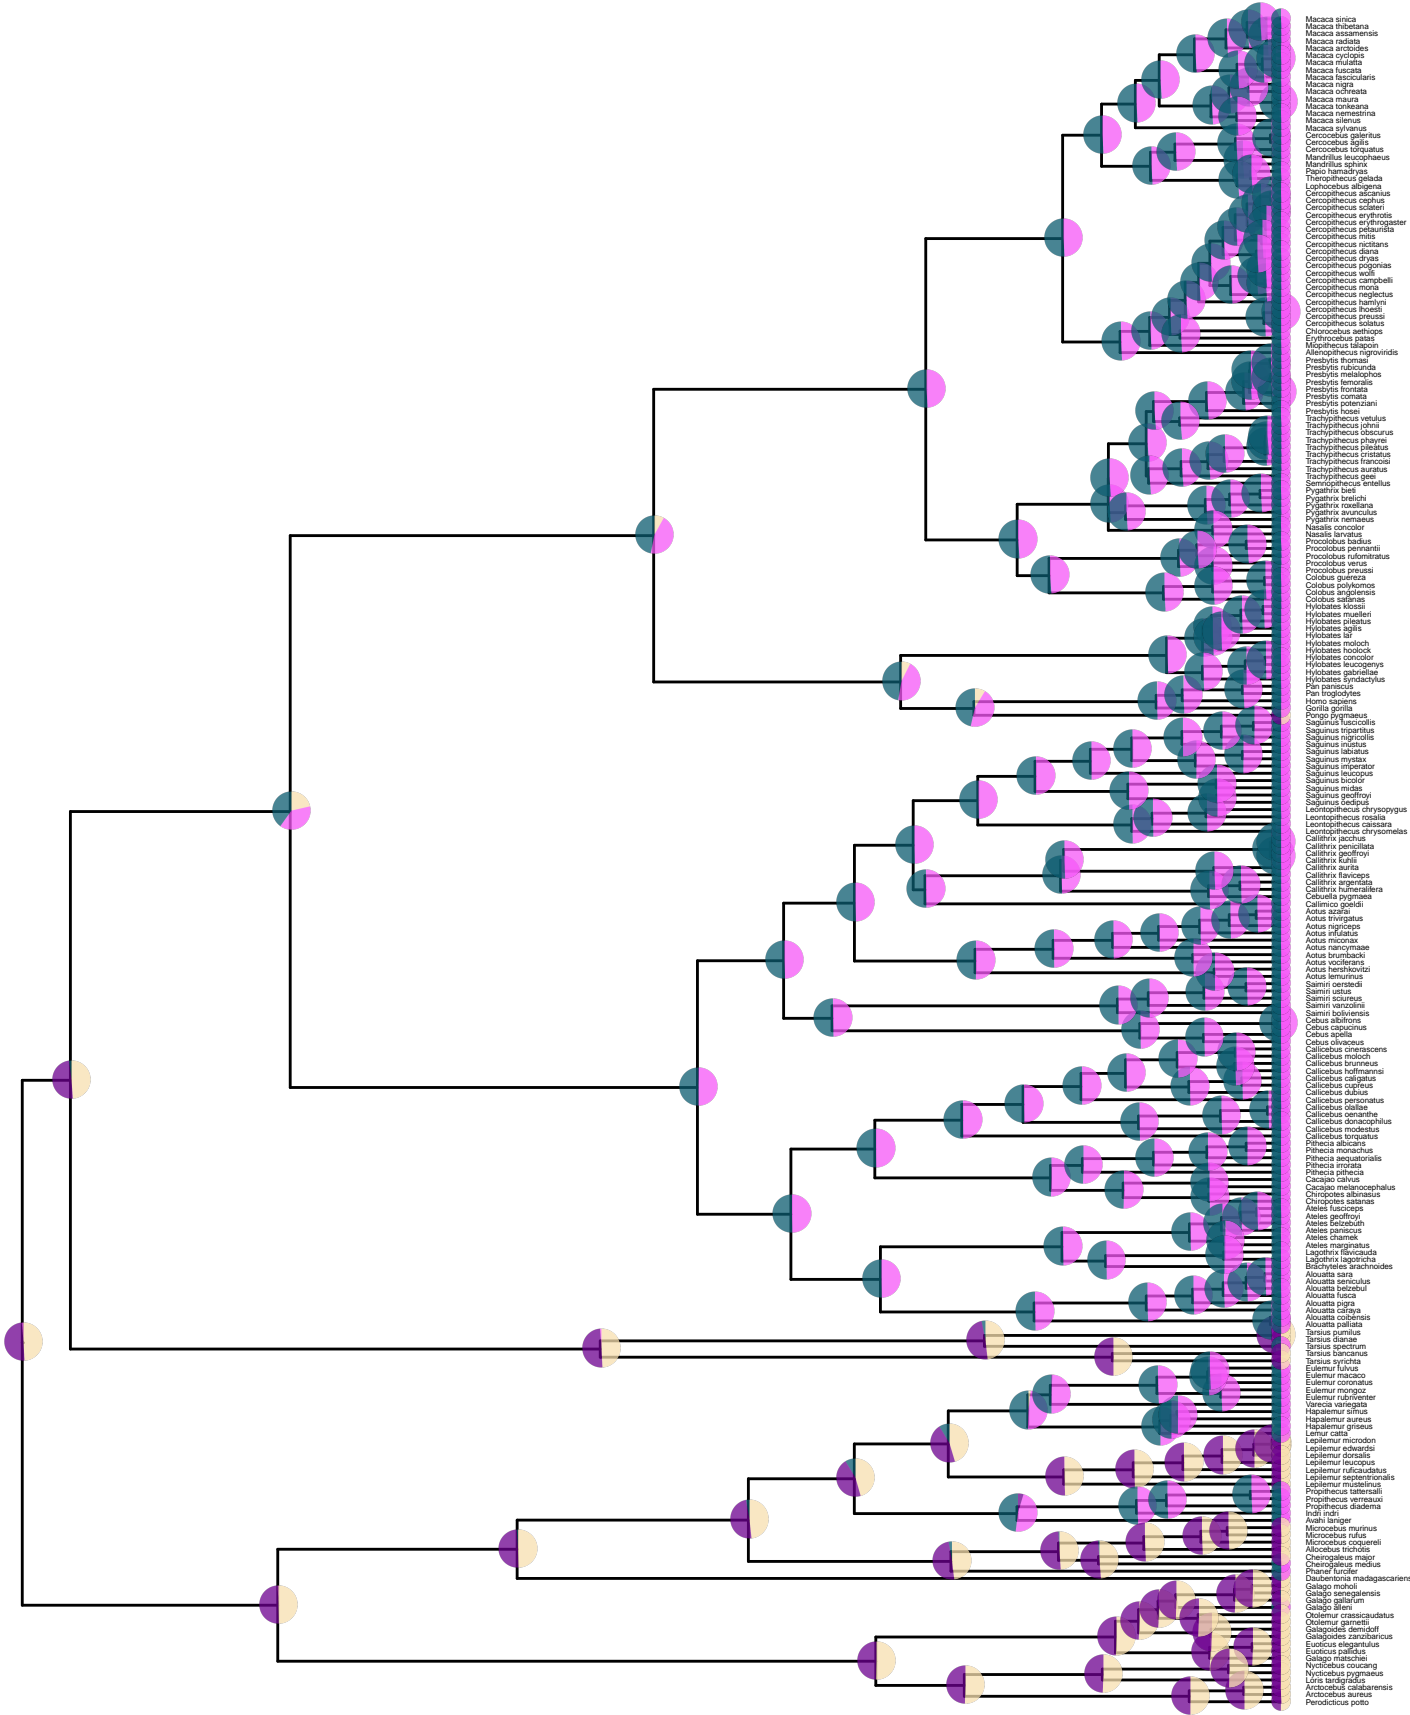 Macaca sinica
Macaca thibetana
Macaca assamensis
Macaca radiata
Macaca arctoides
Macaca cyclopis
Macaca mulatta
Macaca fuscata
Macaca fascicularis
Macaca nigra
Macaca ochreata
Macaca maura
Macaca tonkeana
Macaca nemestrina
Macaca silenus
Macaca sylvanus
Cercocebus galeritus
Cercocebus agilis
Cercocebus torquatus
Mandrillus leucophaeus
Mandrillus sphinx
Papio hamadryas
Theropithecus gelada
Lophocebus albigena
Cercopithecus ascanius
Cercopithecus cephus
Cercopithecus sclateri
Cercopithecus erythrotis
Cercopithecus erythrogaster
Cercopithecus petaurista
Cercopithecus mitis
Cercopithecus nictitans
Cercopithecus diana
Cercopithecus dryas
Cercopithecus pogonias
Cercopithecus wolfi
Cercopithecus campbelli
Cercopithecus mona
Cercopithecus neglectus
Cercopithecus hamlyni
Cercopithecus lhoesti
Cercopithecus preussi
Cercopithecus solatus
Chlorocebus aethiops
Erythrocebus patas
Miopithecus talapoin
Allenopithecus nigroviridis
Presbytis thomasi
Presbytis rubicunda
Presbytis melalophos
Presbytis femoralis
Presbytis frontata
Presbytis comata
Presbytis potenziani
Presbytis hosei
Trachypithecus vetulus
Trachypithecus johnii
Trachypithecus obscurus
Trachypithecus phayrei
Trachypithecus pileatus
Trachypithecus cristatus
Trachypithecus francoisi
Trachypithecus auratus
Trachypithecus geei
Semnopithecus entellus
Pygathrix bieti
Pygathrix brelichi
Pygathrix roxellana
Pygathrix avunculus
Pygathrix nemaeus
Nasalis concolor
Nasalis larvatus
Procolobus badius
Procolobus pennantii
Procolobus rufomitratus
Procolobus verus
Procolobus preussi
Colobus guereza
Colobus polykomos
Colobus angolensis
Colobus satanas
Hylobates klossii
Hylobates muelleri
Hylobates pileatus
Hylobates agilis
Hylobates lar
Hylobates moloch
Hylobates hoolock
Hylobates concolor
Hylobates leucogenys
Hylobates gabriellae
Hylobates syndactylus
Pan paniscus
Pan troglodytes
Homo sapiens
Gorilla gorilla
Pongo pygmaeus
Saguinus fuscicollis
Saguinus tripartitus
Saguinus nigricollis
Saguinus inustus
Saguinus labiatus
Saguinus mystax
Saguinus imperator
Saguinus leucopus
Saguinus bicolor
Saguinus midas
Saguinus geoffroyi
Saguinus oedipus
Leontopithecus chrysopygus
Leontopithecus rosalia
Leontopithecus caissara
Leontopithecus chrysomelas
Callithrix jacchus
Callithrix penicillata
Callithrix geoffroyi
Callithrix kuhlii
Callithrix aurita
Callithrix flaviceps
Callithrix argentata
Callithrix humeralifera
Cebuella pygmaea
Callimico goeldii
Aotus azarai
Aotus trivirgatus
Aotus nigriceps
Aotus infulatus
Aotus miconax
Aotus nancymaae
Aotus brumbacki
Aotus vociferans
Aotus hershkovitzi
Aotus lemurinus
Saimiri oerstedii
Saimiri ustus
Saimiri sciureus
Saimiri vanzolinii
Saimiri boliviensis
Cebus albifrons
Cebus capucinus
Cebus apella
Cebus olivaceus
Callicebus cinerascens
Callicebus moloch
Callicebus brunneus
Callicebus hoffmannsi
Callicebus caligatus
Callicebus cupreus
Callicebus dubius
Callicebus personatus
Callicebus olallae
Callicebus oenanthe
Callicebus donacophilus
Callicebus modestus
Callicebus torquatus
Pithecia albicans
Pithecia monachus
Pithecia aequatorialis
Pithecia irrorata
Pithecia pithecia
Cacajao calvus
Cacajao melanocephalus
Chiropotes albinasus
Chiropotes satanas
Ateles fusciceps
Ateles geoffroyi
Ateles belzebuth
Ateles paniscus
Ateles chamek
Ateles marginatus
Lagothrix flavicauda
Lagothrix lagotricha
Brachyteles arachnoides
Alouatta sara
Alouatta seniculus
Alouatta belzebul
Alouatta fusca
Alouatta pigra
Alouatta caraya
Alouatta coibensis
Alouatta palliata
Tarsius pumilus
Tarsius dianae
Tarsius spectrum
Tarsius bancanus
Tarsius syrichta
Eulemur fulvus
Eulemur macaco
Eulemur coronatus
Eulemur mongoz
Eulemur rubriventer
Varecia variegata
Hapalemur simus
Hapalemur aureus
Hapalemur griseus
Lemur catta
Lepilemur microdon
Lepilemur edwardsi
Lepilemur dorsalis
Lepilemur leucopus
Lepilemur ruficaudatus
Lepilemur septentrionalis
Lepilemur mustelinus
Propithecus tattersalli
Propithecus verreauxi
Propithecus diadema
Indri indri
Avahi laniger
Microcebus murinus
Microcebus rufus
Microcebus coquereli
Allocebus trichotis
Cheirogaleus major
Cheirogaleus medius
Phaner furcifer
Daubentonia madagascariens
Galago moholi
Galago senegalensis
Galago gallarum
Galago alleni
Otolemur crassicaudatus
Otolemur garnettii
Galagoides demidoff
Galagoides zanzibaricus
Euoticus elegantulus
Euoticus pallidus
Galago matschiei
Nycticebus coucang
Nycticebus pygmaeus
Loris tardigradus
Arctocebus calabarensis
Arctocebus aureus
Perodicticus potto